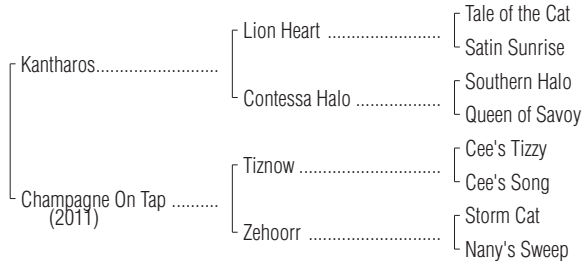 Tale of the Cat
Lion Heart ......................
Satin Sunrise
Kantharos........................
Southern Halo
Contessa Halo ................
Queen of Savoy
Cee's Tizzy
Tiznow ...........................
Cee's Song
Champagne On Tap ..........
(2011)
Storm Cat
Zehoorr .........................
Nany's Sweep